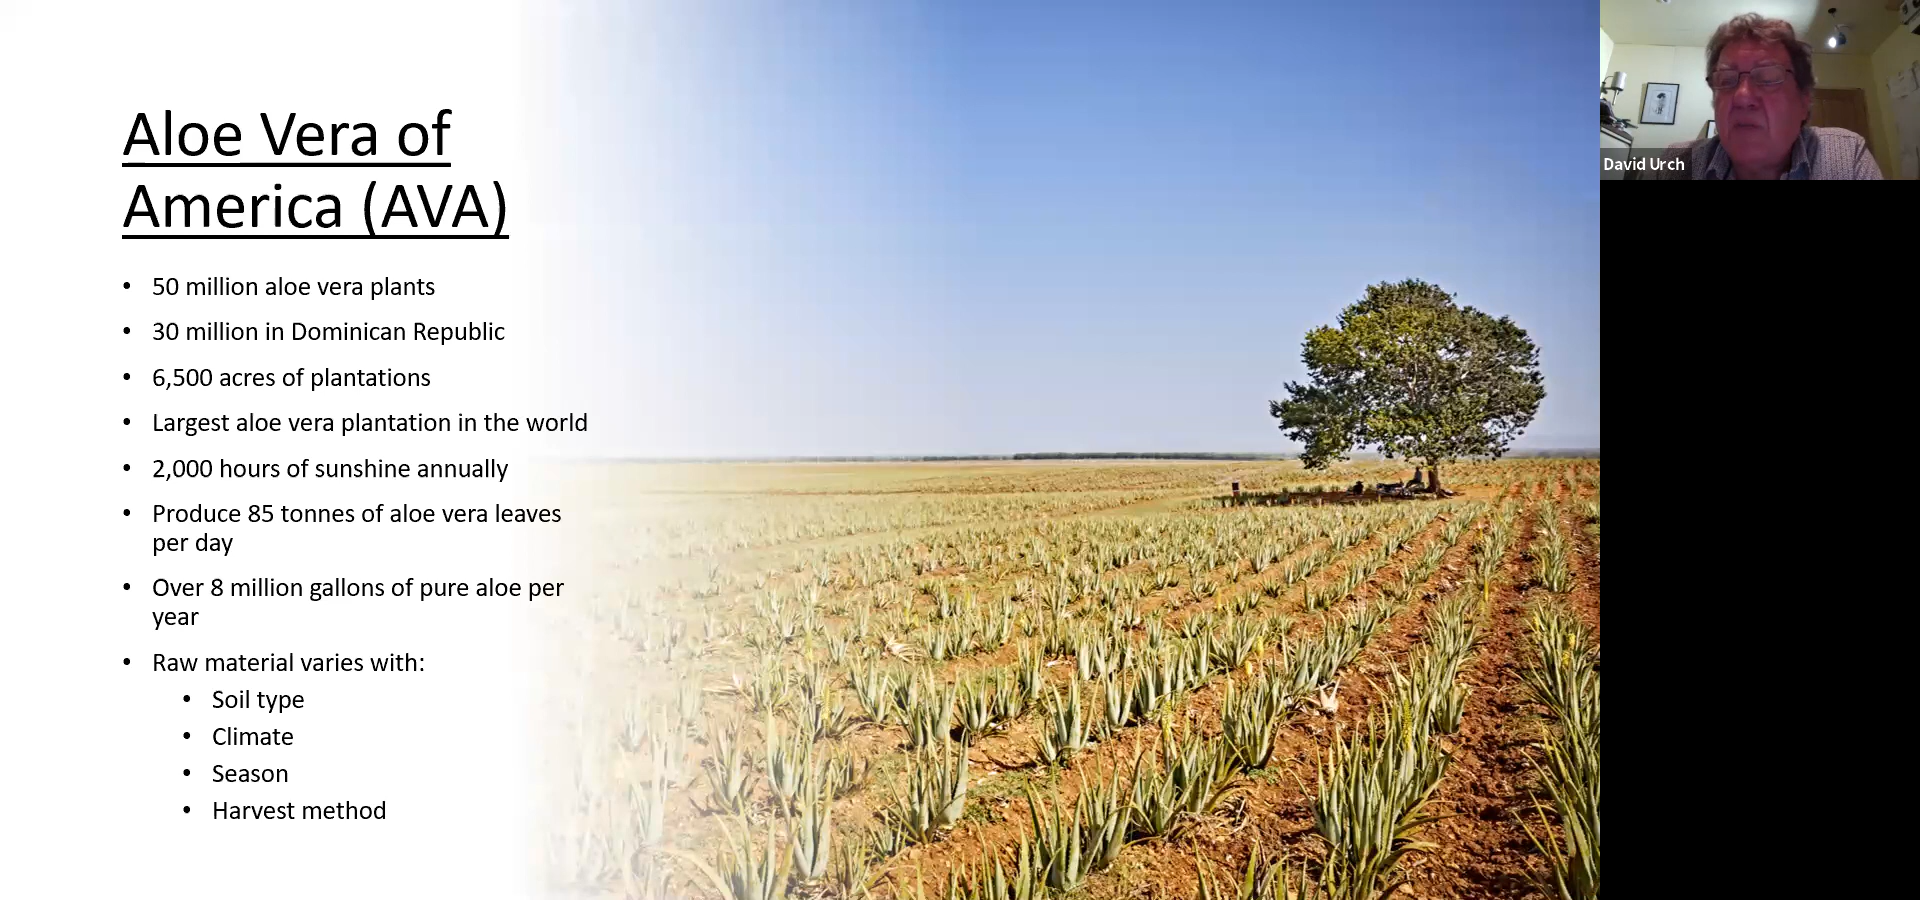 Aloe Vera of
America (AVA)
• 50 million aloe vera plants
• 30 million in Dominican Republic
• 6,500 acres of plantations
• Largest aloe vera plantation in the world
• 2,000 hours of sunshine annually
• Produce 85 tonnes of aloe vera leaves
per day
• Over 8 million gallons of pure aloe per
year
• Raw material varies with:
• Soil type
• Climate
• Season
• Harvest method
David Urch